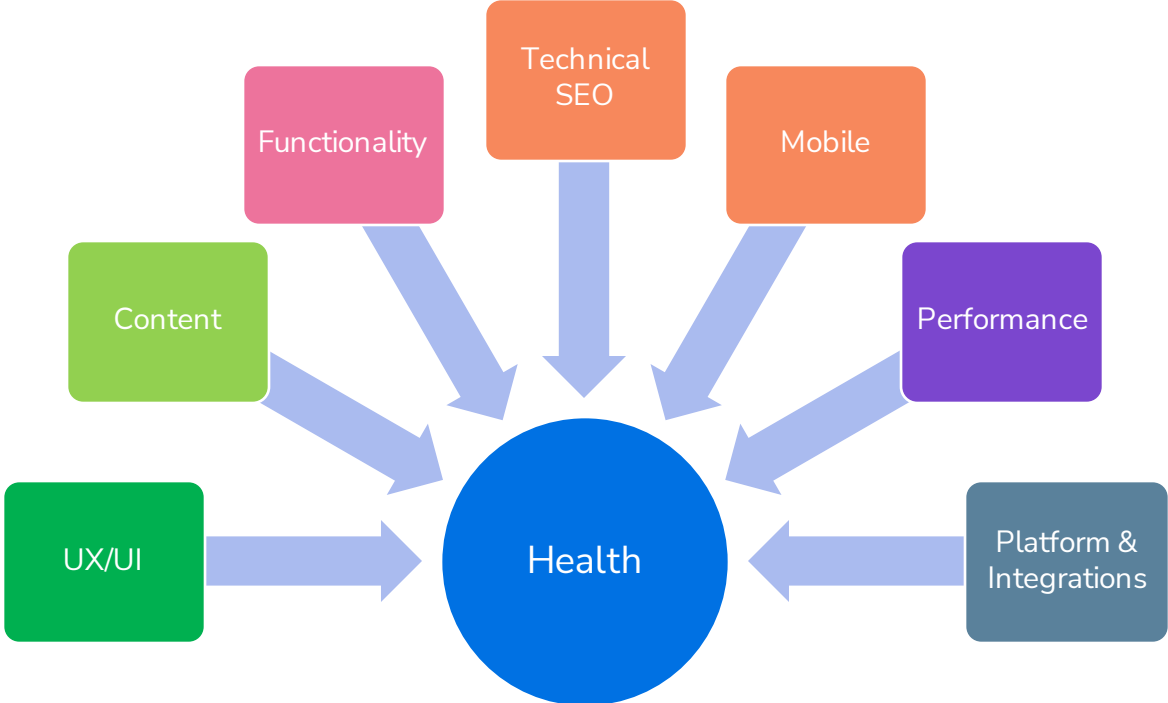 Technical
SEO
Functionality
Mobile
Content
Performance
UX/UI
Health
Platform &
Integrations